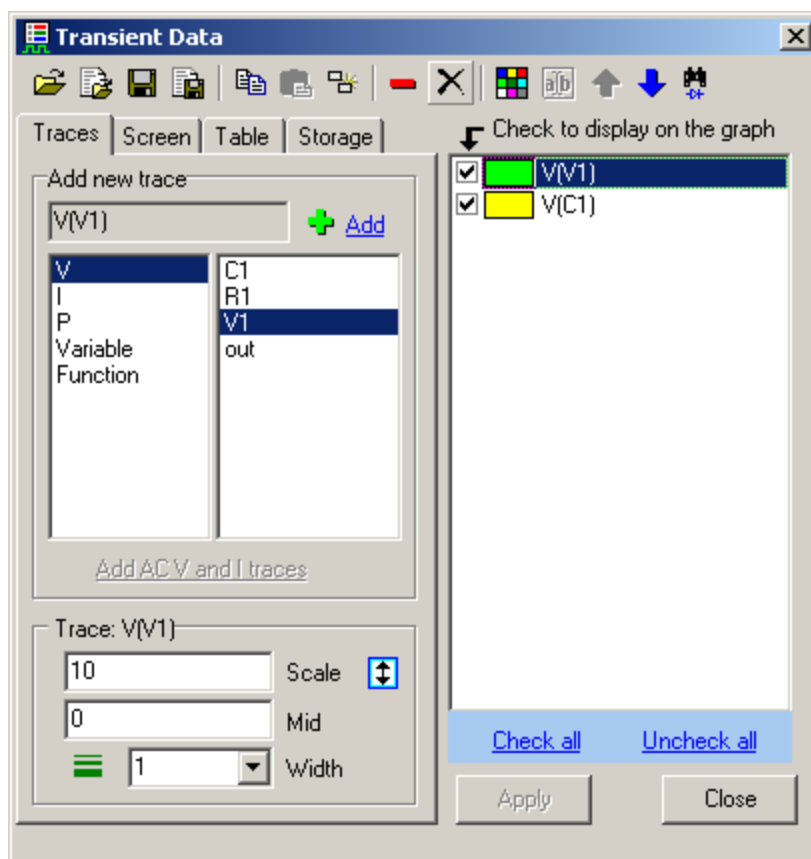 Transient Data
Traces
Screen
Table
Storage
Check to display on the graph
Add new trace
V(V1)
Add
V
I
P
Variable
Function
C1
R1
V1
out
Add AC V and I traces
Trace: V(V1)
10
Scale
0
Mid
1
Width
V(V1)
V(C1)
Check all
Uncheck all
Apply
Close